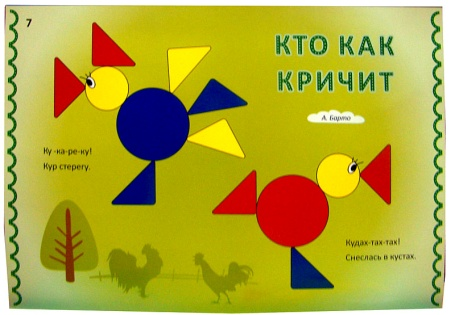 7
КТО КАК
КРИЧИТ
А. Барто
Ку -ка-ре-ку!
Кур стерегу.
Кудах-тах-тах!
Снеслась в кустах.